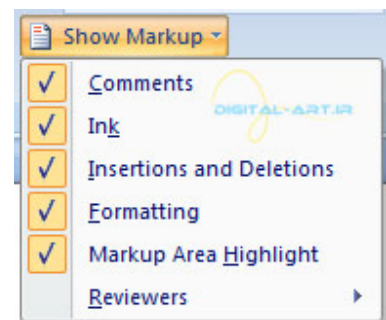 Show Markup
Comments
DIGITAL-ART.IR
Ink
Insertions and Deletions
Formatting
Markup Area Highlight
Reviewers